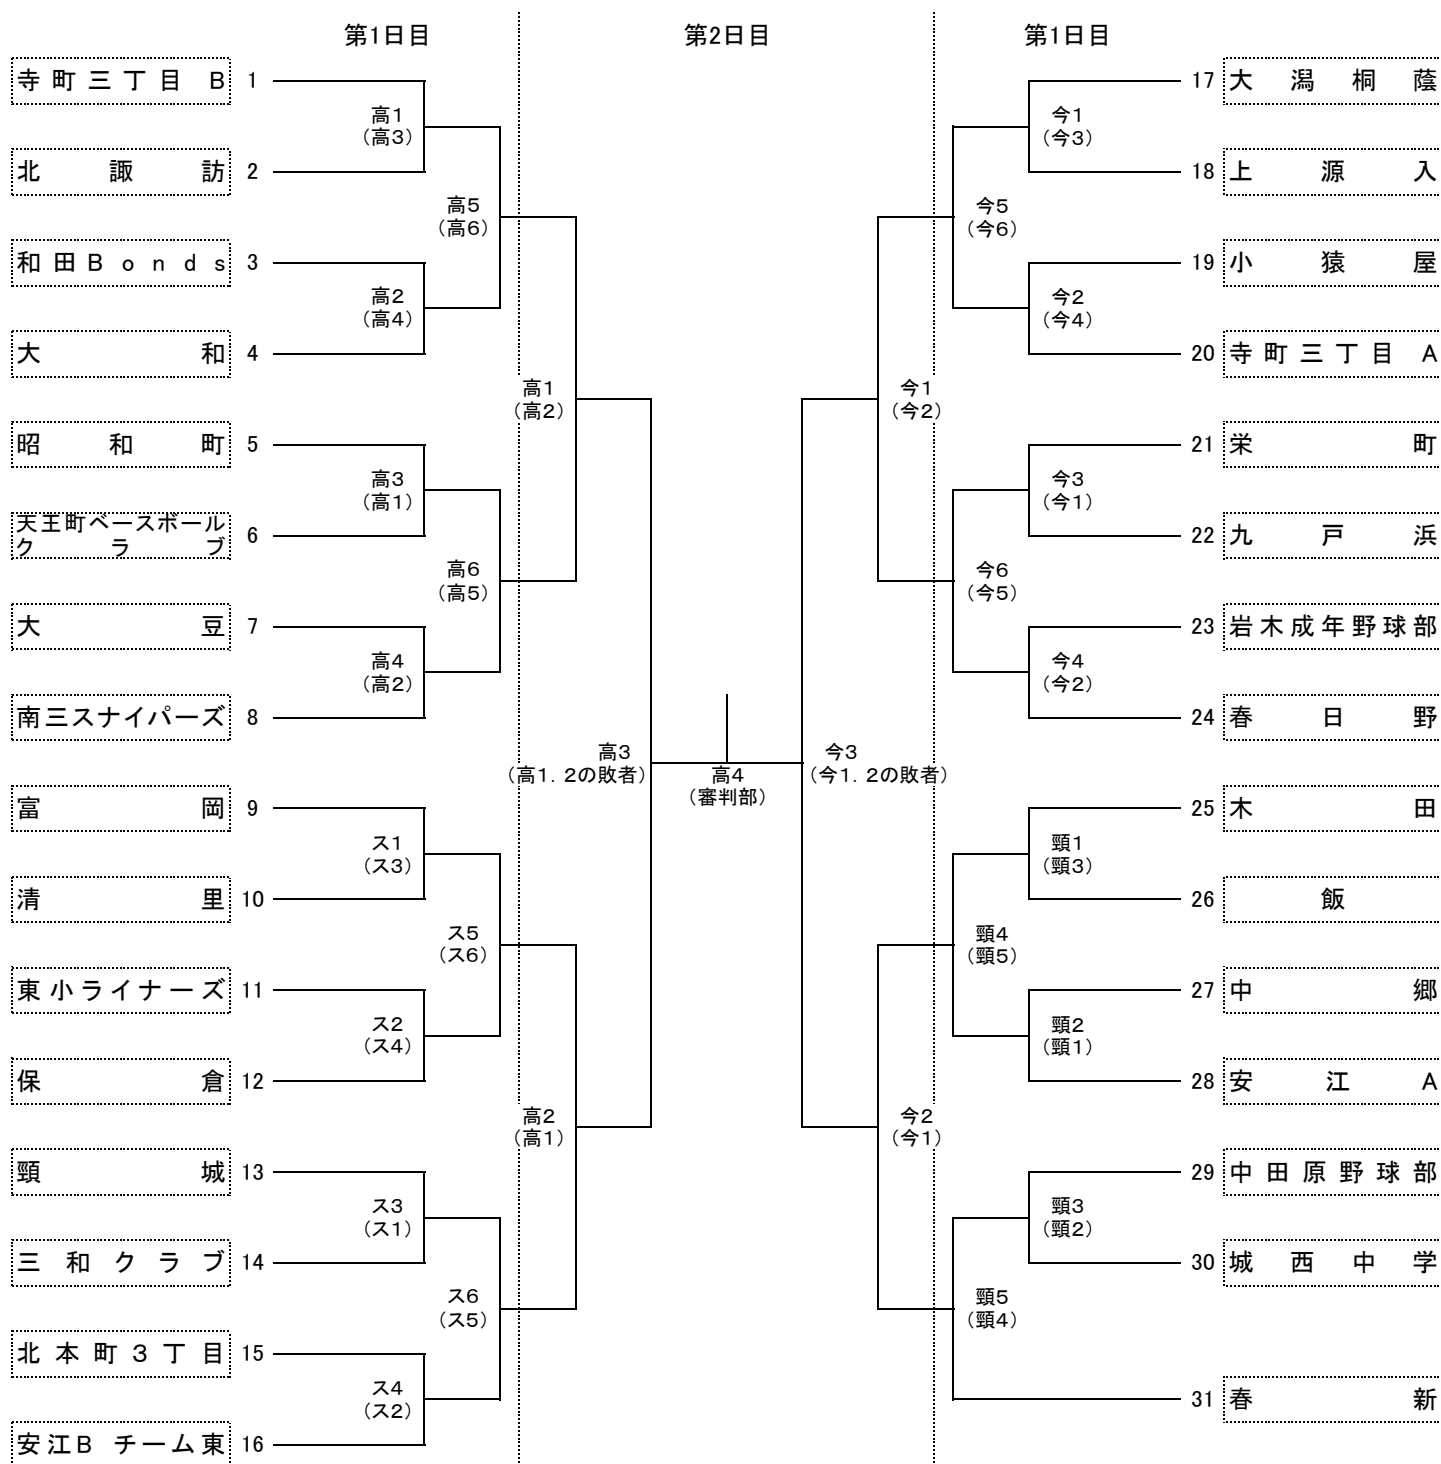 第1日目 第2日目 第1日目
寺町三丁目 B 1
高1
(高3)
北諏訪 2
高5
(高6)
和田Bonds 3
高2
(高4)
大和 4
高1
(高2)
昭和町 5
高3
(高1)
天王町ベースボール
クラブ 6
高6
(高5)
大豆 7
高4
(高2)
南三スナイパーズ 8
高3
(高1．2の敗者)
富岡 9
ス1
(ス3)
清里 10
ス5
(ス6)
東小ライナーズ 11
ス2
(ス4)
保倉 12
高2
(高1)
頸城 13
ス3
(ス1)
三和クラブ 14
ス6
(ス5)
北本町3丁目 15
ス4
(ス2)
安江B チーム東 16
高4
(審判部)
17 大潟桐蔭
今1
(今3)
18 上源入
今5
(今6)
19 小猿屋
今2
(今4)
20 寺町三丁目 A
今1
(今2)
21 栄町
今3
(今1)
22 九戸浜
今6
(今5)
23 岩木成年野球部
今4
(今2)
24 春日野
今3
(今1．2の敗者)
25 木田
頸1
(頸3)
26 飯
頸4
(頸5)
27 中郷
頸2
(頸1)
28 安江A
今2
(今1)
29 中田原野球部
頸3
(頸2)
30 城西中学
頸5
(頸4)
31 春新